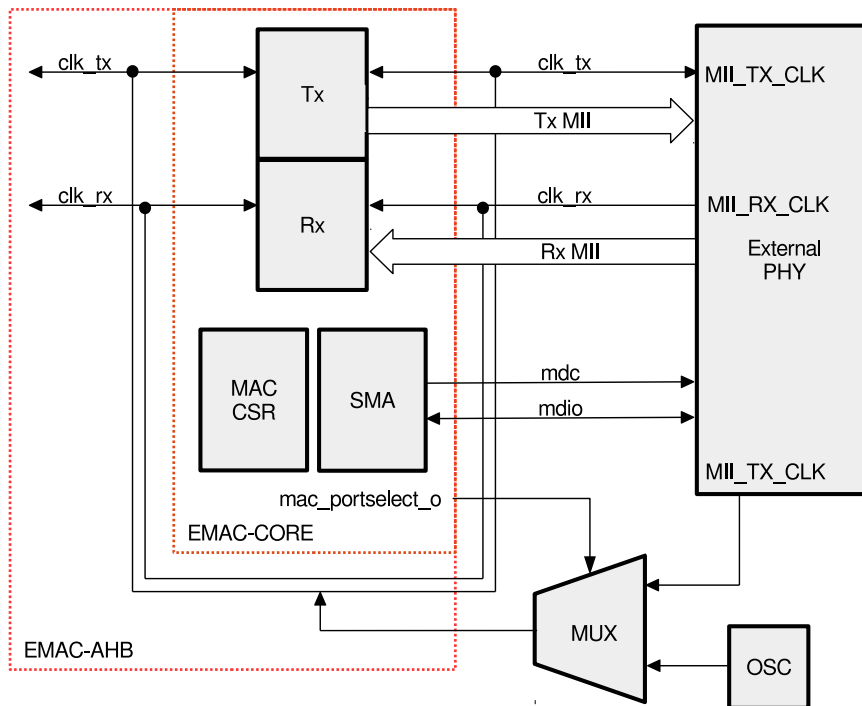 clk_tx
Tx
clk_tx
MII_TX_CLK
Tx MII
clk_rx
Rx
clk_rx
MII_RX_CLK
Rx MII
External
PHY
MAC
CSR
SMA
mdc
mdio
MII_TX_CLK
mac_portselect_o
EMAC-CORE
MUX
EMAC-AHB
OSC